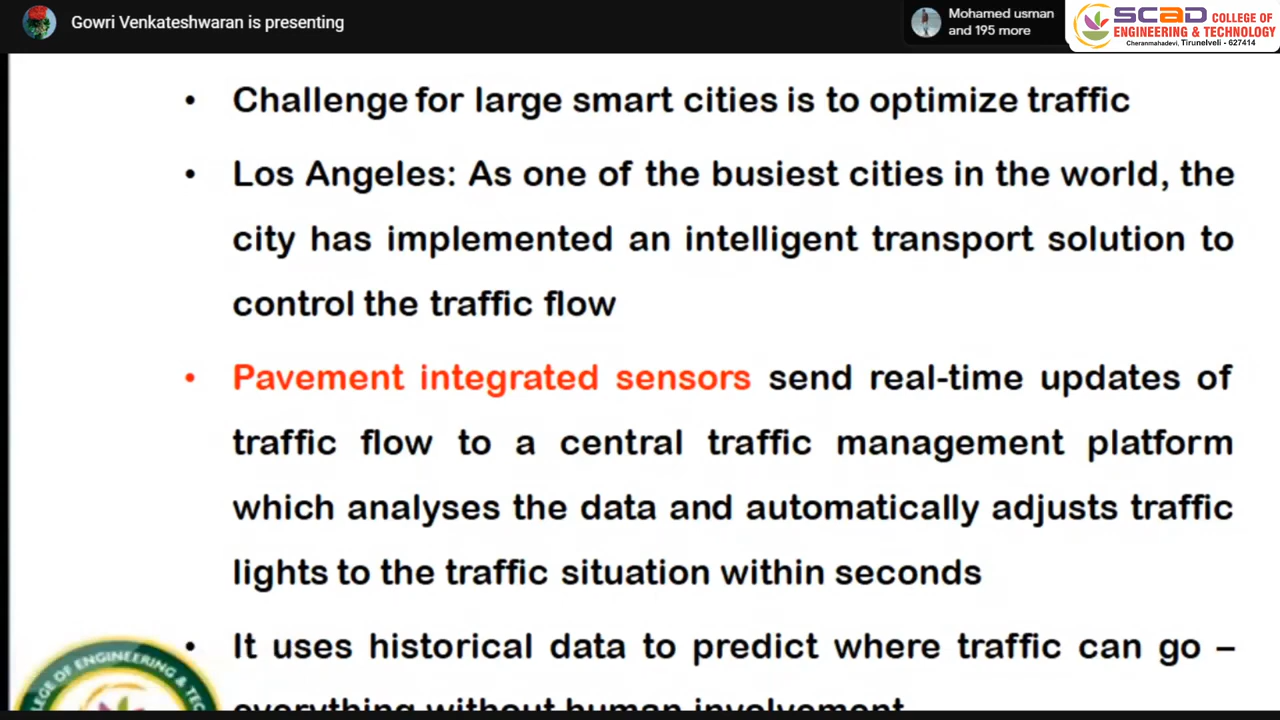 Gowri Venkateshwaran is presenting
Mohamed usman
and 195 more
SCAD COLLEGE OF
ENGINEERING & TECHNOLOGY
Cheranmahadevi, Tirunelveli - 627414
• Challenge for large smart cities is to optimize traffic
• Los Angeles: As one of the busiest cities in the world, the
city has implemented an intelligent transport solution to
control the traffic flow
• Pavement integrated sensors send real-time updates of
traffic flow to a central traffic management platform
which analyses the data and automatically adjusts traffic
lights to the traffic situation within seconds
• It uses historical data to predict where traffic can go –
everything without human involvement
OF ENGINEERING &